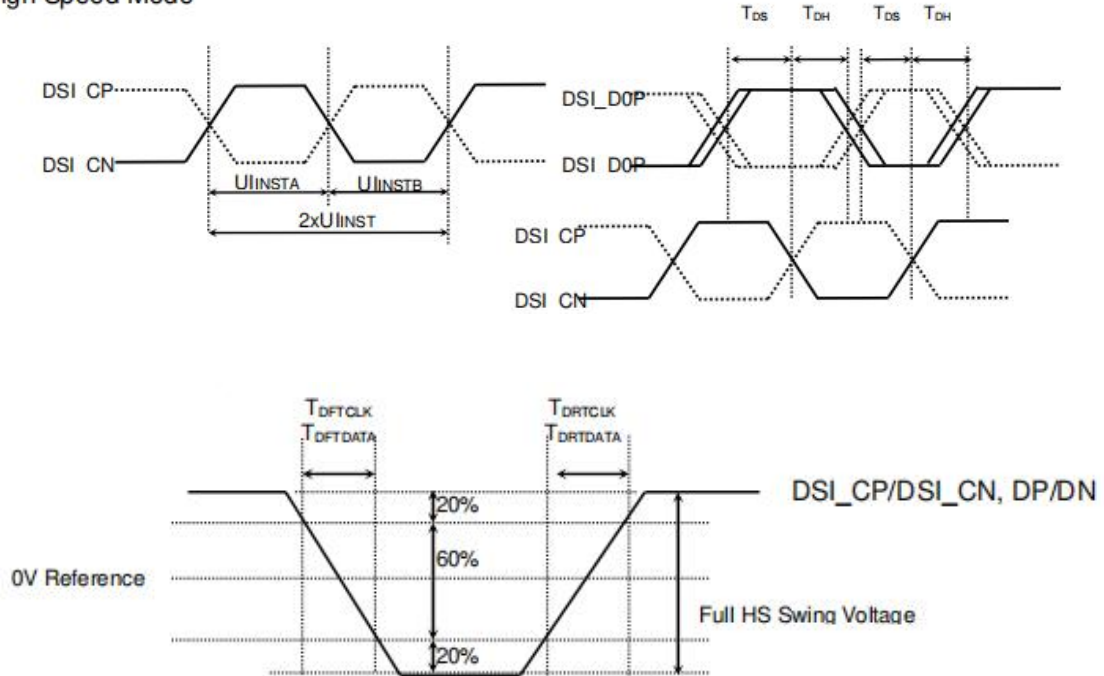 High Speed Mode
DSI CP
DSI CN
UIINSTA UIINSTB
2xUIINST
TDS TDH TDS TDH
DSI_D0P
DSI D0P
DSI CP
DSI CN
TDFTCLK
TDFTDATA
TDRTCLK
TDRTDATA
20%
60%
20%
0V Reference
DSI_CP/DSI_CN, DP/DN
Full HS Swing Voltage